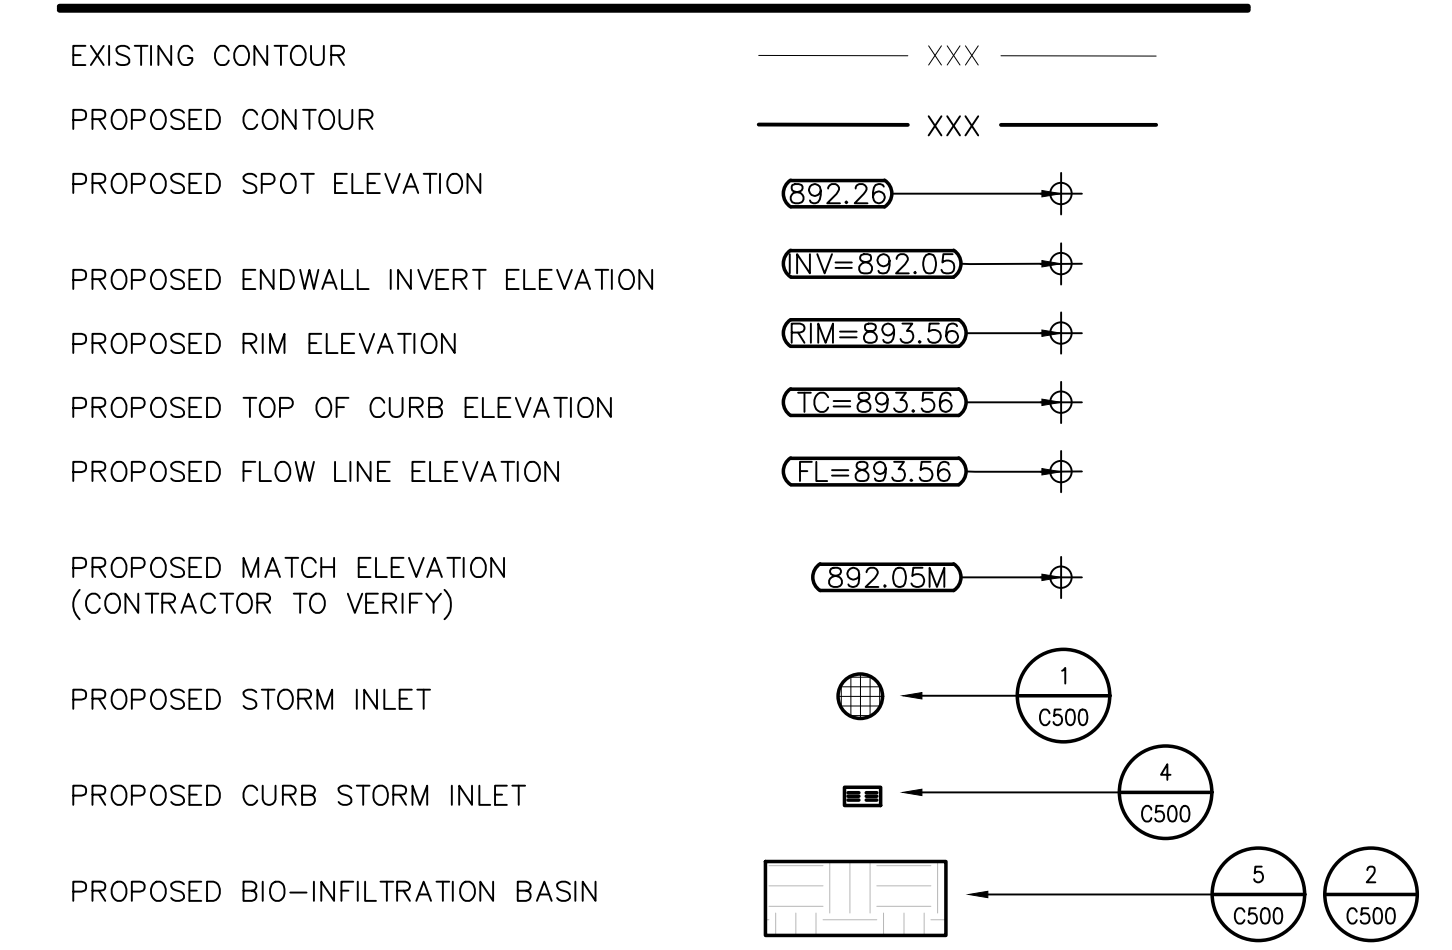 EXISTING CONTOUR XXX
PROPOSED CONTOUR XXX
PROPOSED SPOT ELEVATION 892.26
PROPOSED ENDWALL INVERT ELEVATION INV=892.05
PROPOSED RIM ELEVATION RIM=893.56
PROPOSED TOP OF CURB ELEVATION TC=893.56
PROPOSED FLOW LINE ELEVATION FL=893.56
PROPOSED MATCH ELEVATION 892.05M
(CONTRACTOR TO VERIFY)
PROPOSED STORM INLET
1
C500
PROPOSED CURB STORM INLET
4
C500
PROPOSED BIO-INFILTRATION BASIN
5
C500
2
C500